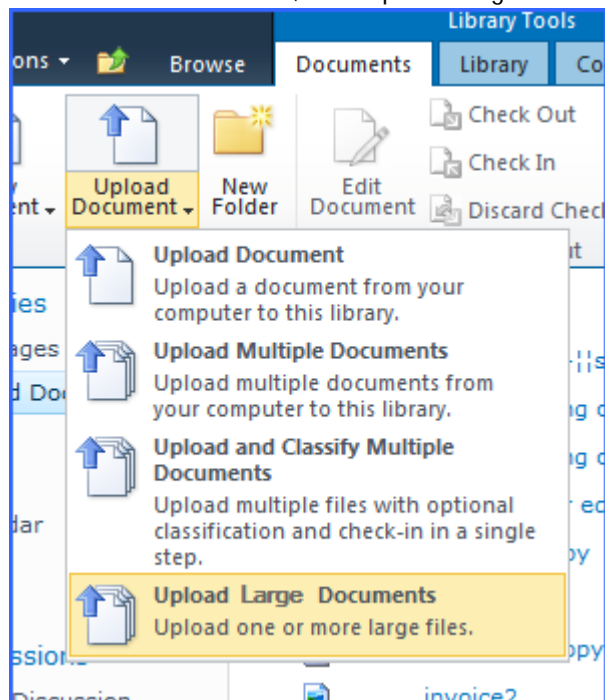 Library Tools
ons Browse Documents Library Co
Check Out
Check In
Discard Check
Upload Document
New Folder
Edit Document
ent
Upload Document
Upload a document from your
computer to this library.
Upload Multiple Documents
Upload multiple documents from
your computer to this library.
Upload and Classify Multiple
Documents
Upload multiple files with optional
classification and check-in in a single
step.
Upload Large Documents
Upload one or more large files.
ies
ages
d Do
dar
ssion
Discussion
invoice2